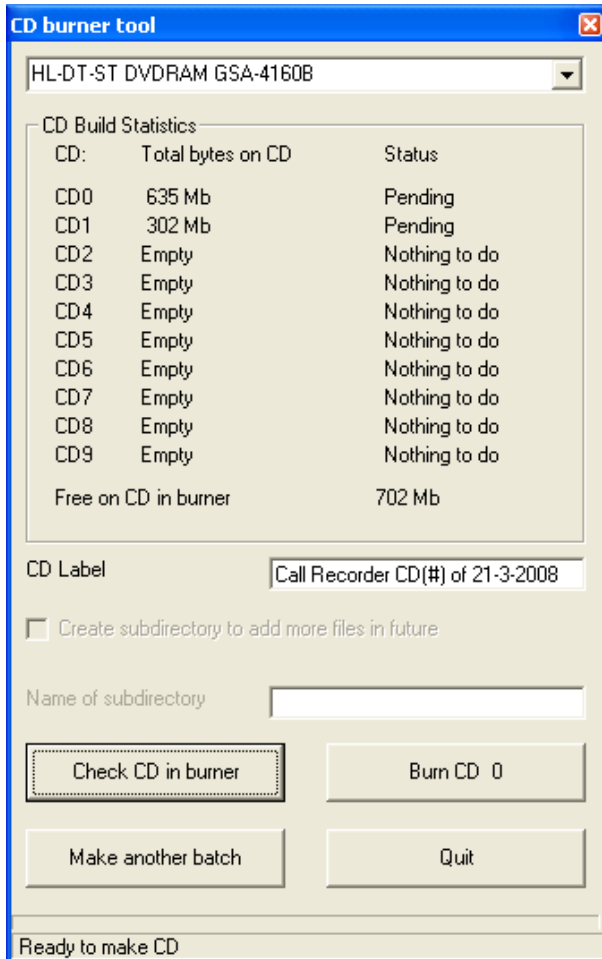 CD burner tool
HL-DT-ST DVDRAM GSA-4160B
CD Build Statistics
CD: Total bytes on CD Status
CD0 635 Mb Pending
CD1 302 Mb Pending
CD2 Empty Nothing to do
CD3 Empty Nothing to do
CD4 Empty Nothing to do
CD5 Empty Nothing to do
CD6 Empty Nothing to do
CD7 Empty Nothing to do
CD8 Empty Nothing to do
CD9 Empty Nothing to do
Free on CD in burner 702 Mb
CD Label Call Recorder CD(#) of 21-3-2008
Create subdirectory to add more files in future
Name of subdirectory
Check CD in burner Burn CD 0
Make another batch Quit
Ready to make CD